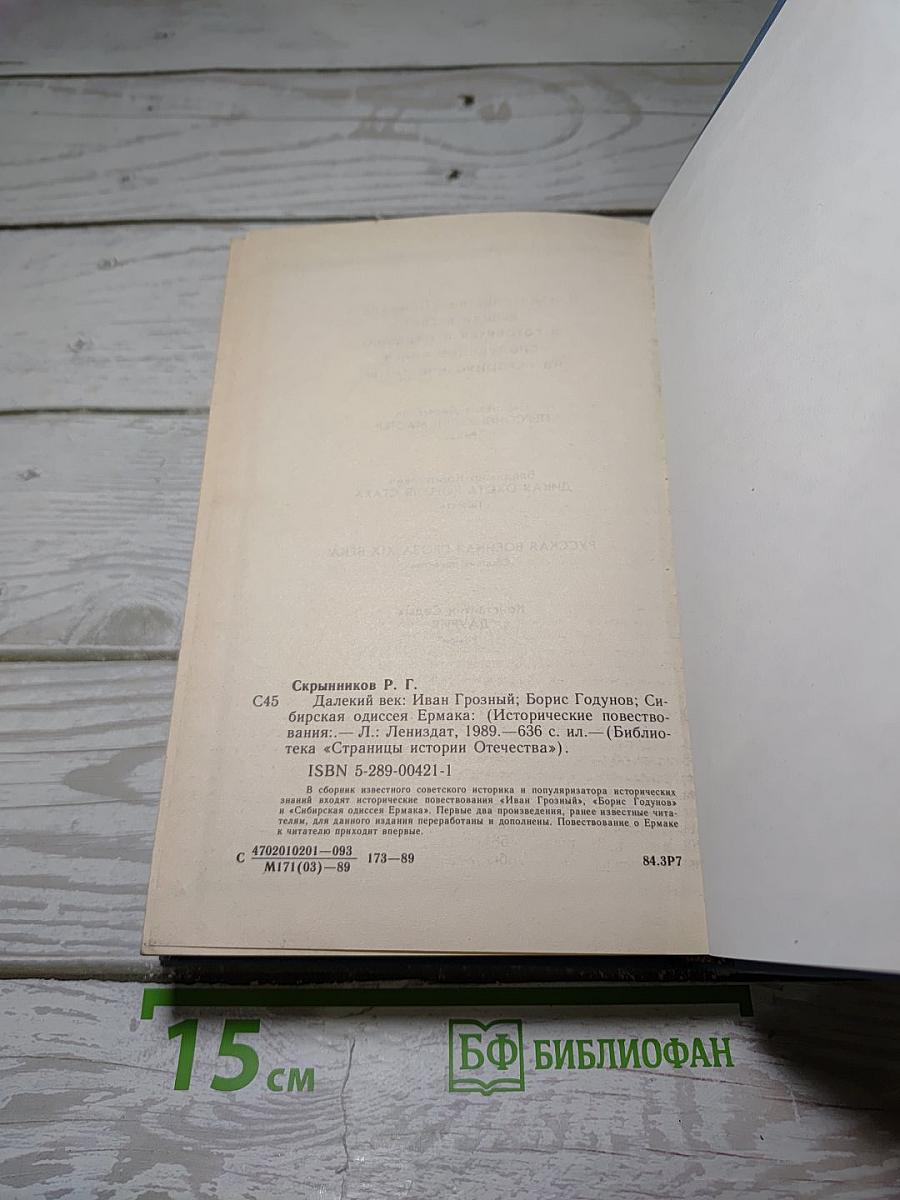 Скрынников Р. Г.
С45 Далекий век: Иван Грозный; Борис Годунов; Си-
бирская одиссея Ермака: (Исторические повество-
вания:.— Л.: Лениздат, 1989.—636 с. ил.— (Библио-
тека «Страницы истории Отечества»).
ISBN 5-289-00421-1
В сборник известного советского историка и популяризатора исторических
знаний входят исторические повествования «Иван Грозный», «Борис Годунов»
и «Сибирская одиссея Ермака». Первые два произведения, ранее известные чита-
телям, для данного издания переработаны и дополнены. Повествование о Ермаке
к читателю приходит впервые.
С 4702010201—093
М171(03)—89 173—89 84.3Р7
15 см БФ БИБЛИОФАН